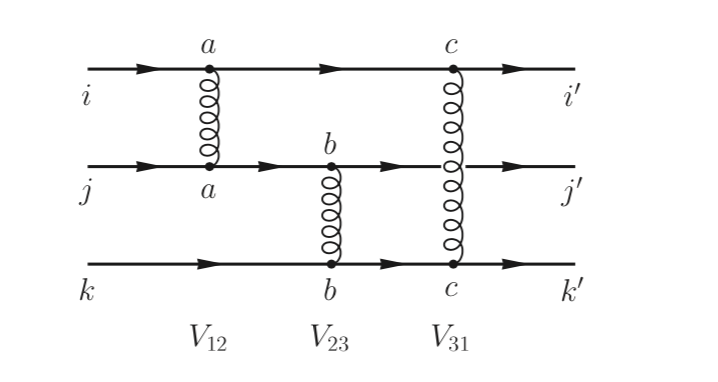 a c
i i′
b
j a j′
k b c k′
V₁₂ V₂₃ V₃₁